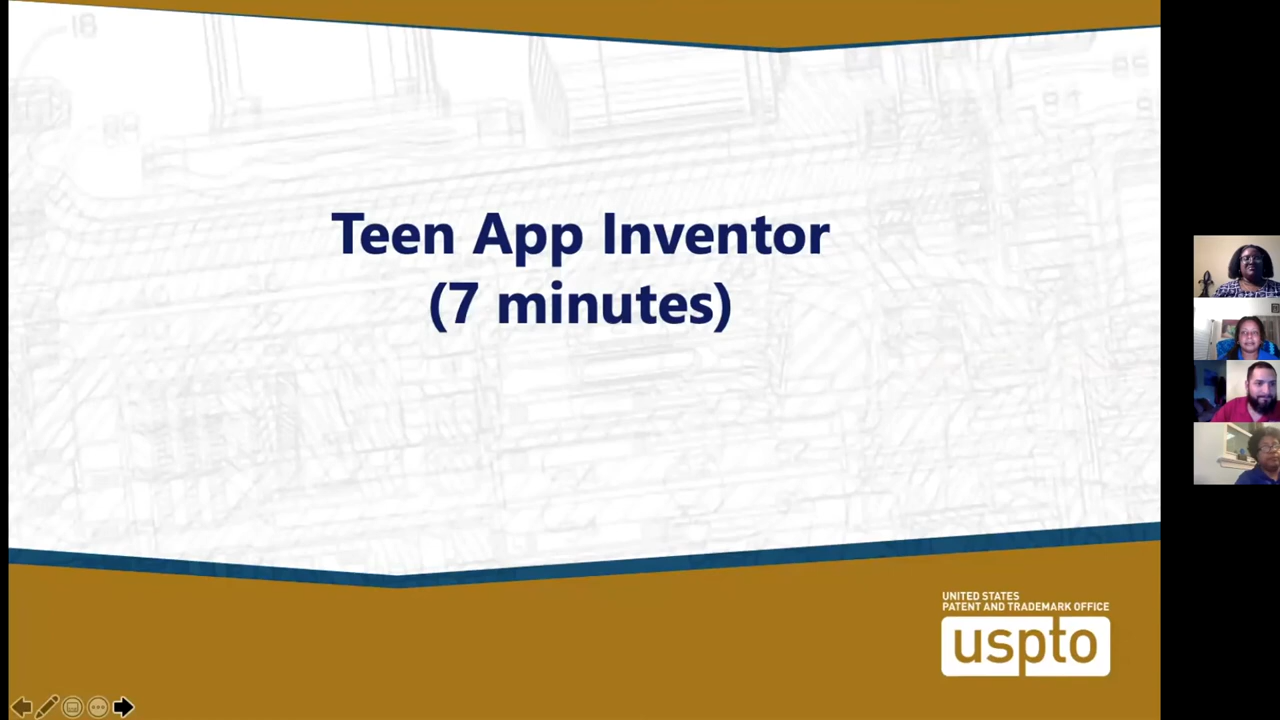 Teen App Inventor
(7 minutes)
UNITED STATES
PATENT AND TRADEMARK OFFICE
uspto